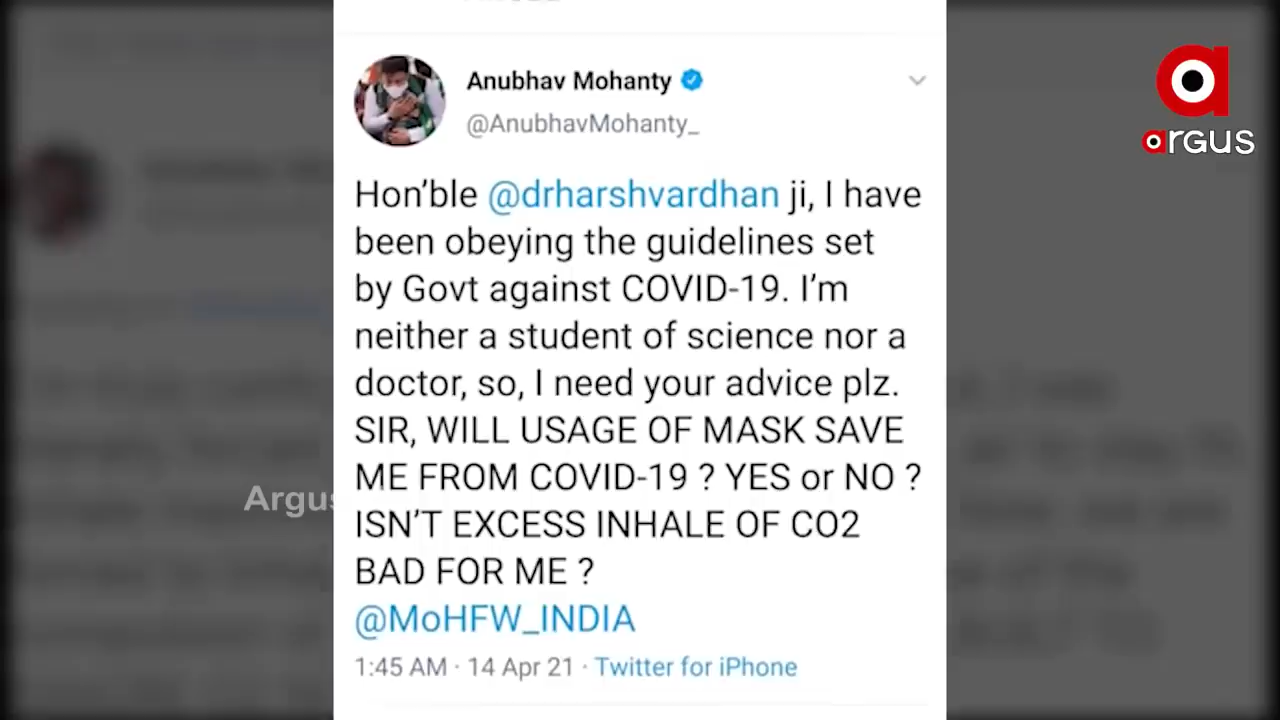 Anubhav Mohanty
@AnubhavMohanty_
Hon'ble @drharshvardhan ji, I have
been obeying the guidelines set
by Govt against COVID-19. I'm
neither a student of science nor a
doctor, so, I need your advice plz.
SIR, WILL USAGE OF MASK SAVE
ME FROM COVID-19 ? YES or NO ?
ISN'T EXCESS INHALE OF CO2
BAD FOR ME ?
@MoHFW_INDIA
1:45 AM · 14 Apr 21 · Twitter for iPhone
argus
Argus